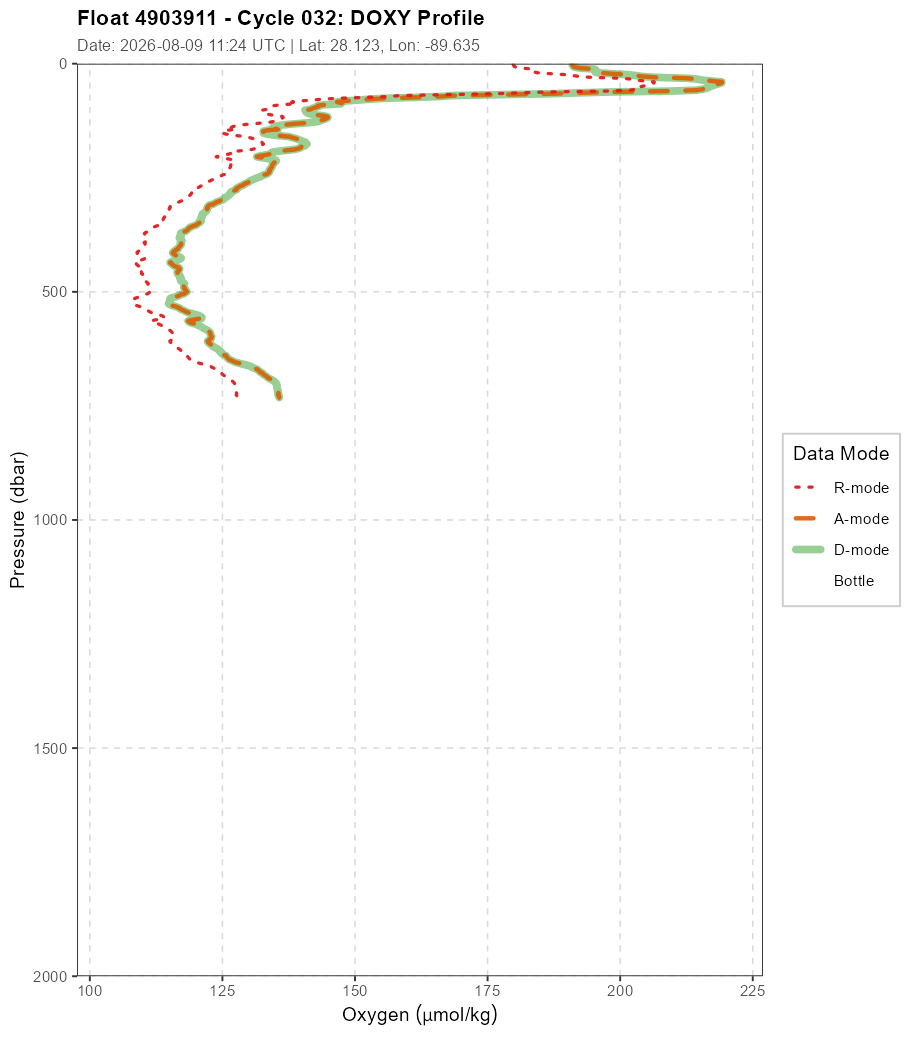 Float 4903911 - Cycle 032: DOXY Profile
Date: 2026-08-09 11:24 UTC | Lat: 28.123, Lon: -89.635
0
500
1000
1500
2000
Pressure (dbar)
100 125 150 175 200 225
Oxygen (μmol/kg)
Data Mode
R-mode
A-mode
D-mode
Bottle